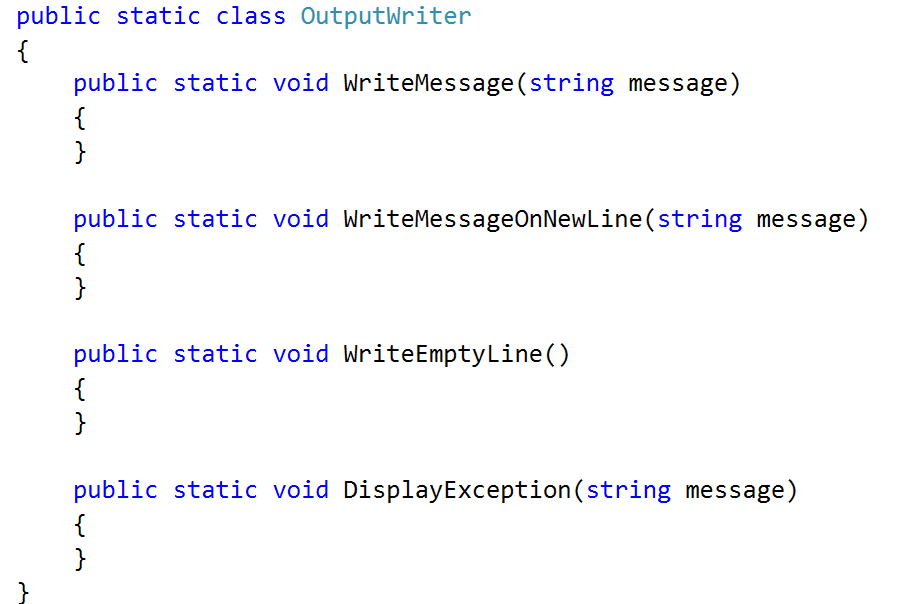 public static class OutputWriter
{
    public static void WriteMessage(string message)
    {
    }

    public static void WriteMessageOnNewLine(string message)
    {
    }

    public static void WriteEmptyLine()
    {
    }

    public static void DisplayException(string message)
    {
    }
}